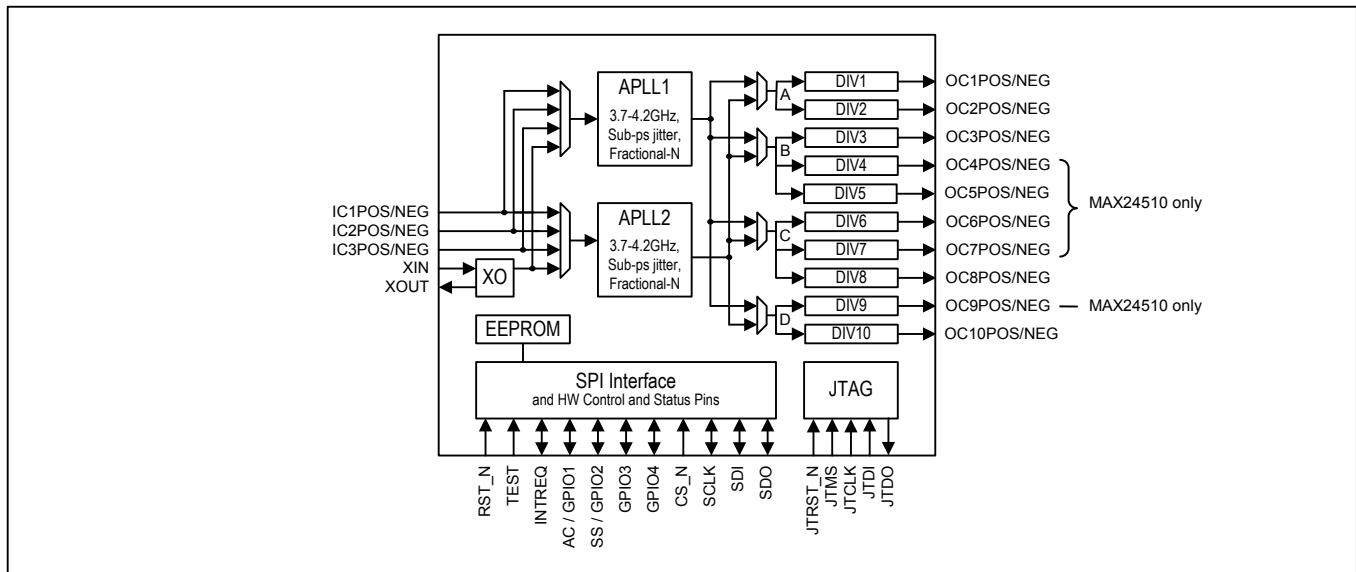 APLL1
3.7-4.2GHz,
Sub-ps jitter,
Fractional-N
APLL2
3.7-4.2GHz,
Sub-ps jitter,
Fractional-N
IC1POS/NEG
IC2POS/NEG
IC3POS/NEG
XIN
XOUT
XO
A
B
C
D
DIV1
DIV2
DIV3
DIV4
DIV5
DIV6
DIV7
DIV8
DIV9
DIV10
OC1POS/NEG
OC2POS/NEG
OC3POS/NEG
OC4POS/NEG
OC5POS/NEG
OC6POS/NEG
OC7POS/NEG
OC8POS/NEG
OC9POS/NEG
OC10POS/NEG
MAX24510 only
MAX24510 only
EEPROM
SPI Interface
and HW Control and Status Pins
JTAG
RST_N
TEST
INTREQ
AC / GPIO1
SS / GPIO2
GPIO3
GPIO4
CS_N
SCLK
SDI
SDO
JTRST_N
JTMS
JTCLK
JTDI
JTDO